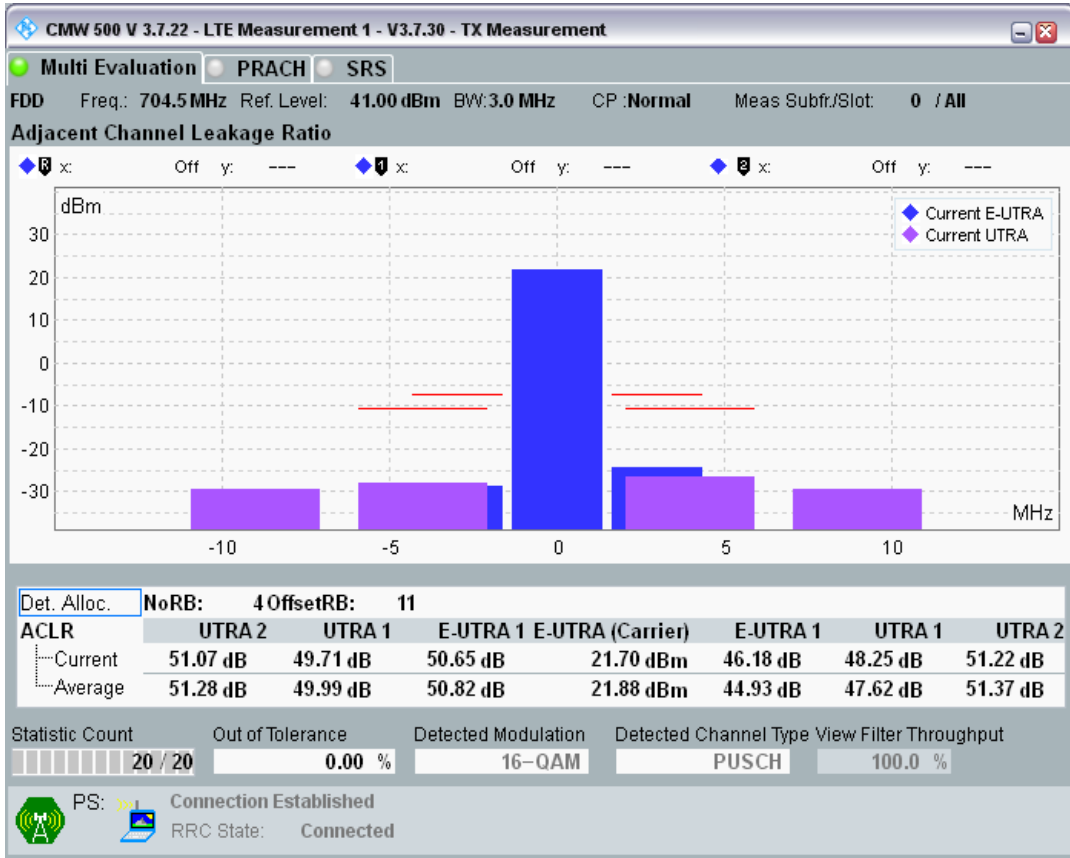 CMW 500 V 3.7.22 - LTE Measurement 1 - V3.7.30 - TX Measurement
Multi Evaluation PRACH SRS
FDD Freq.: 704.5 MHz Ref. Level: 41.00 dBm BW: 3.0 MHz CP :Normal Meas Subfr./Slot: 0 / All
Adjacent Channel Leakage Ratio
R x: Off y: --- 1 x: Off y: --- 2 x: Off y: ---
dBm
Current E-UTRA
Current UTRA
30
20
10
0
-10
-20
-30
MHz
-10 -5 0 5 10
Det. Alloc. NoRB: 4 OffsetRB: 11
ACLR UTRA 2 UTRA 1 E-UTRA 1 E-UTRA (Carrier) E-UTRA 1 UTRA 1 UTRA 2
Current 51.07 dB 49.71 dB 50.65 dB 21.70 dBm 46.18 dB 48.25 dB 51.22 dB
Average 51.28 dB 49.99 dB 50.82 dB 21.88 dBm 44.93 dB 47.62 dB 51.37 dB
Statistic Count Out of Tolerance Detected Modulation Detected Channel Type View Filter Throughput
20 / 20 0.00 % 16-QAM PUSCH 100.0 %
PS: Connection Established
RRC State: Connected